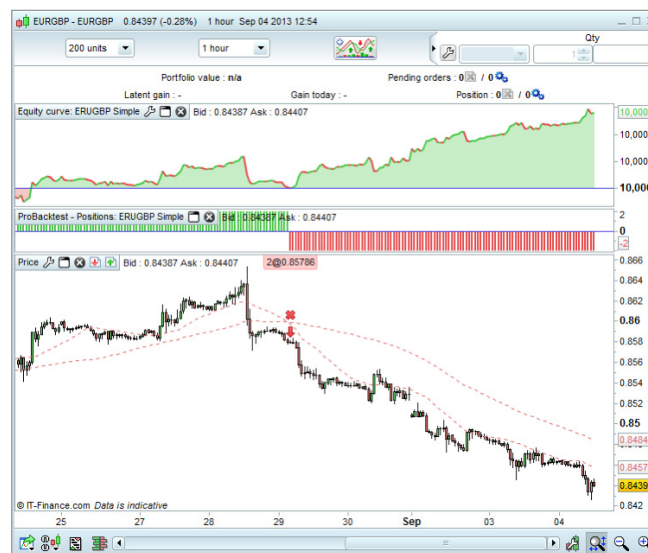 EURGBP - EURGBP 0.84397 (-0.28%) 1 hour Sep 04 2013 12:54
Qty
200 units 1 hour 1
Portfolio value : n/a Pending orders : 0 / 0
Latent gain : - Gain today : - Position : 0 / 0
Equity curve: ERUGBP Simple Bid : 0.84387 Ask : 0.84407
10,000
10,000
10,000
10,000
ProBacktest - Positions: ERUGBP Simple Bid : 0.84387 Ask : 0.84407
2
0
-2
Price Bid : 0.84387 Ask : 0.84407 2@0.85786
0.866
0.864
0.862
0.86
0.858
0.856
0.854
0.852
0.85
0.8484
0.8457
0.8439
0.842
© IT-Finance.com Data is indicative
25 27 28 29 30 Sep 03 04